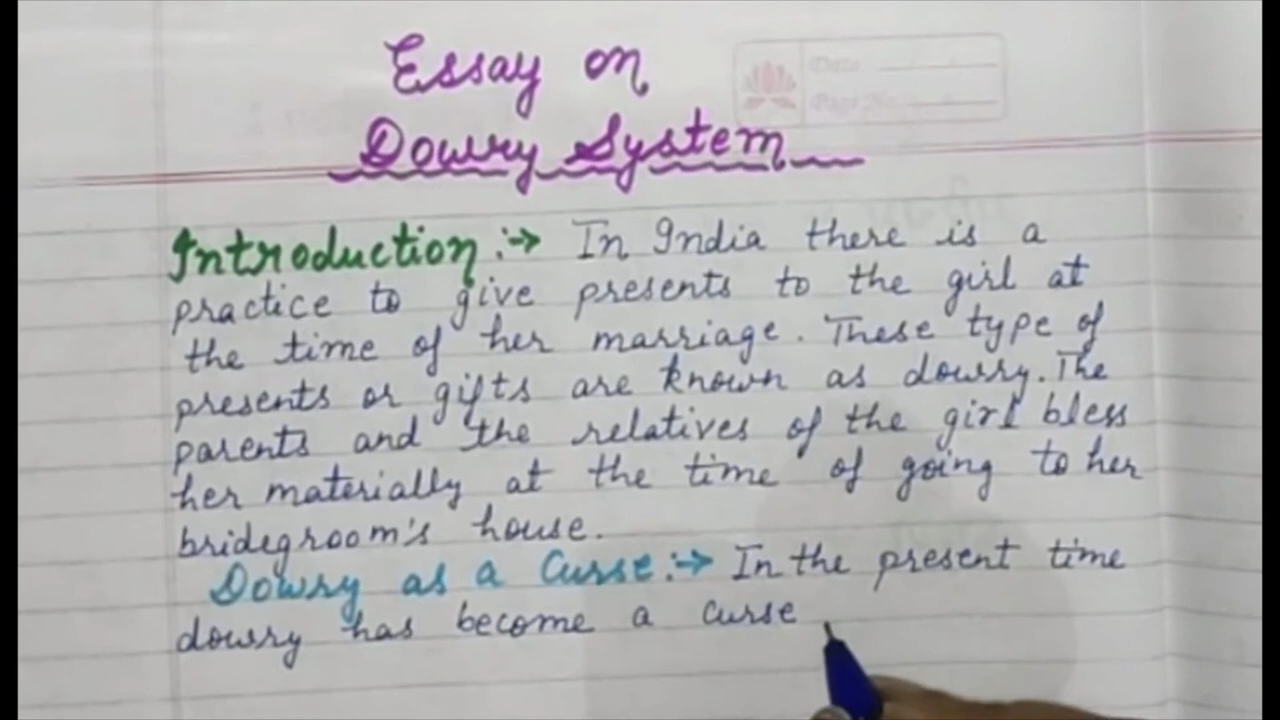 Essay on
Dowry System
Date
Page No.
Introduction :→ In India there is a
practice to give presents to the girl at
the time of her marriage. These type of
presents or gifts are known as dowry. The
parents and the relatives of the girl bless
her materially at the time of going to her
bridegroom's house.
Dowry as a Curse :→ In the present time
dowry has become a curse